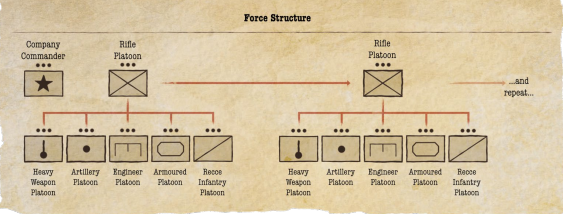 Force Structure
Company
Commander
Rifle
Platoon
Rifle
Platoon
...and
repeat...
Heavy
Weapon
Platoon
Artillery
Platoon
Engineer
Platoon
Armoured
Platoon
Recce
Infantry
Platoon
Heavy
Weapon
Platoon
Artillery
Platoon
Engineer
Platoon
Armoured
Platoon
Recce
Infantry
Platoon